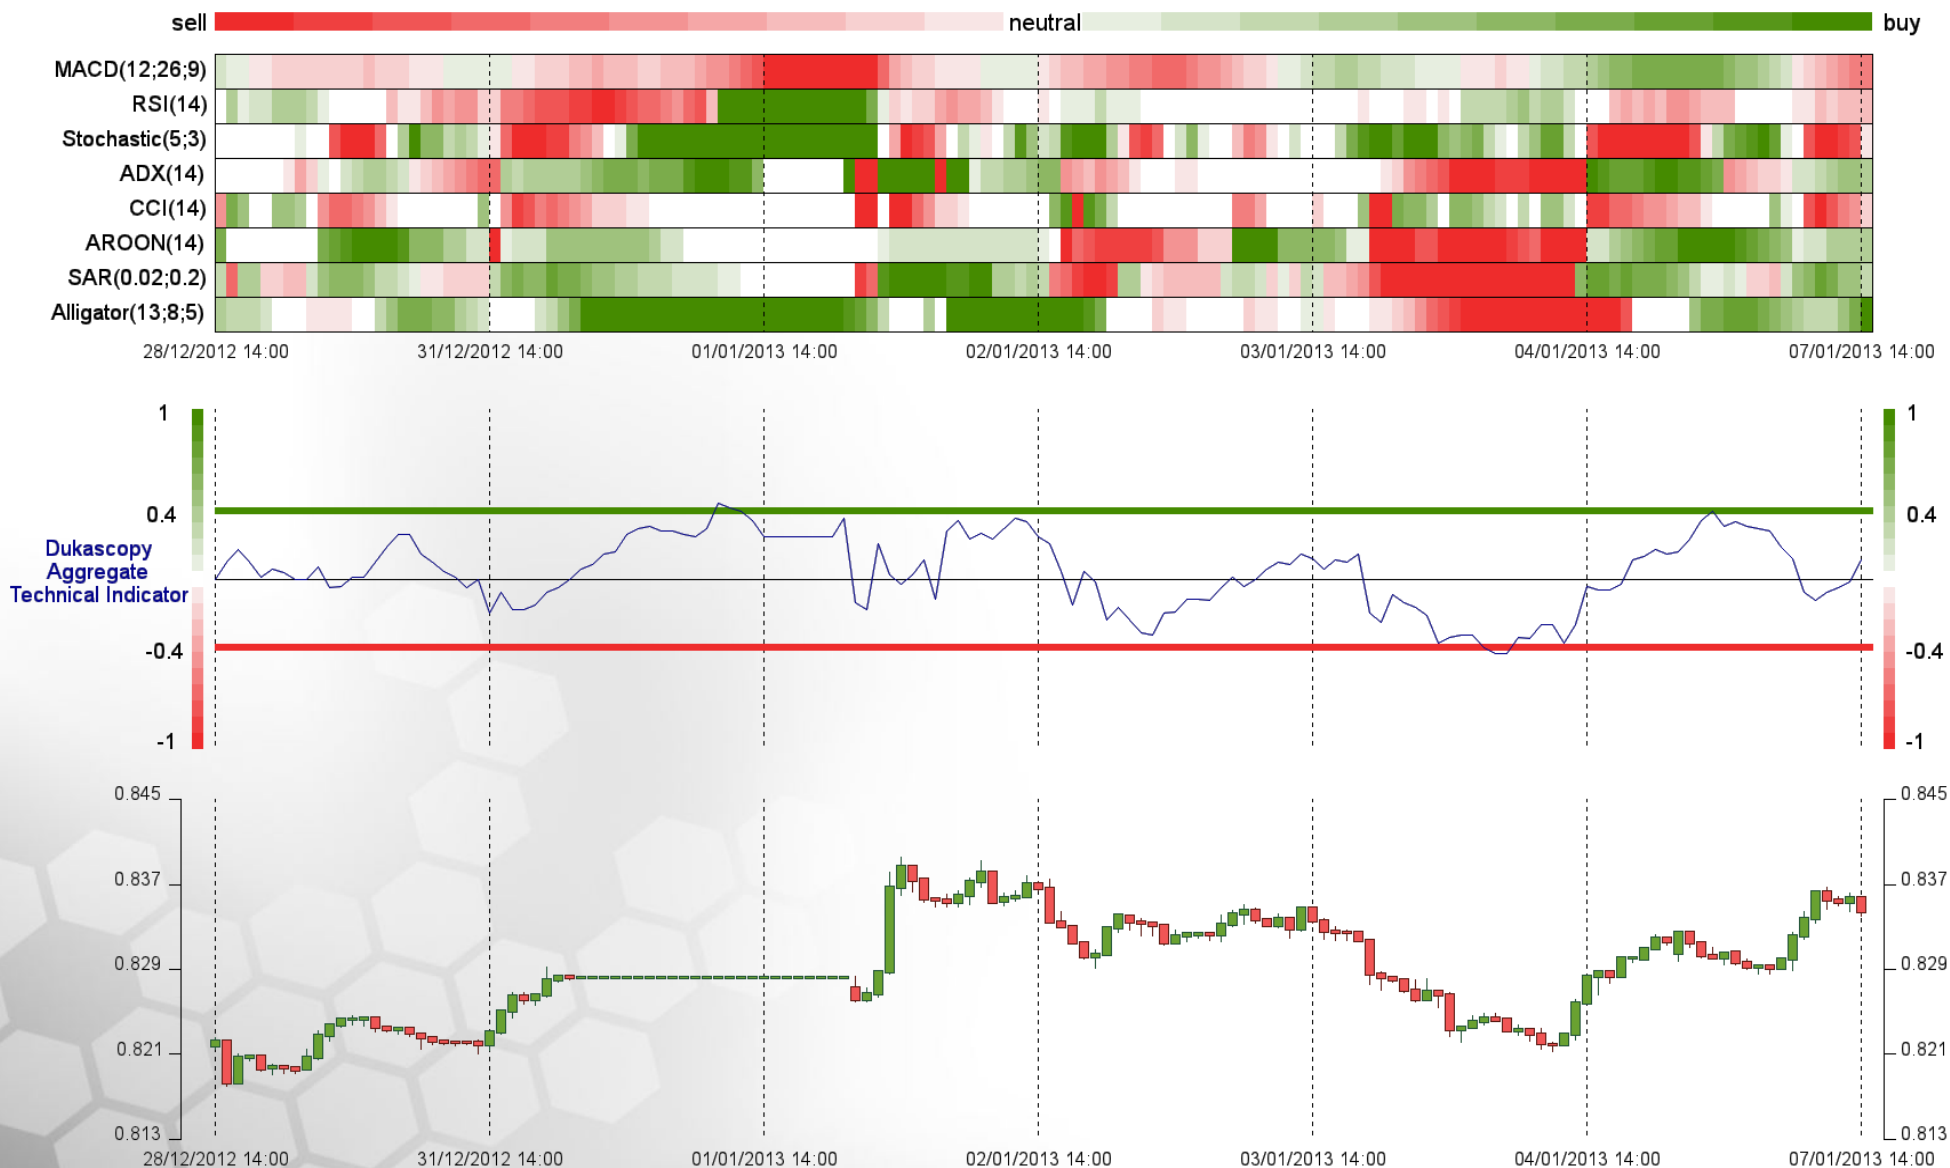 sell neutral buy
MACD(12;26;9)
RSI(14)
Stochastic(5;3)
ADX(14)
CCI(14)
AROON(14)
SAR(0.02;0.2)
Alligator(13;8;5)
28/12/2012 14:00 31/12/2012 14:00 01/01/2013 14:00 02/01/2013 14:00 03/01/2013 14:00 04/01/2013 14:00 07/01/2013 14:00
1 1
0.4 0.4
Dukascopy
Aggregate
Technical Indicator
-0.4 -0.4
-1 -1
0.845 0.845
0.837 0.837
0.829 0.829
0.821 0.821
0.813 0.813
28/12/2012 14:00 31/12/2012 14:00 01/01/2013 14:00 02/01/2013 14:00 03/01/2013 14:00 04/01/2013 14:00 07/01/2013 14:00